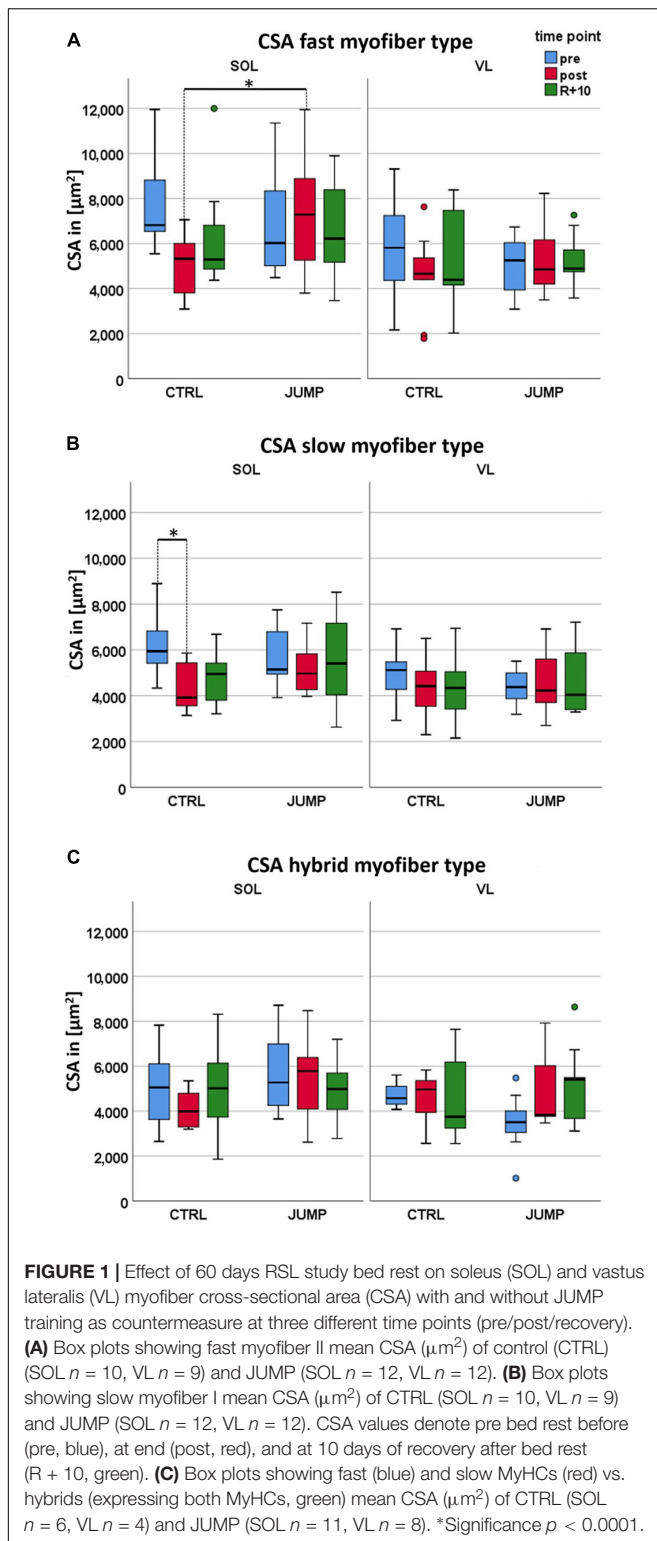 A
CSA fast myofiber type
time point
pre
post
R+10
SOL
VL
*
12,000
10,000
8,000
6,000
4,000
2,000
0
CSA in [µm²]
CTRL
JUMP
CTRL
JUMP
B
CSA slow myofiber type
SOL
VL
*
12,000
10,000
8,000
6,000
4,000
2,000
0
CSA in [µm²]
CTRL
JUMP
CTRL
JUMP
C
CSA hybrid myofiber type
SOL
VL
12,000
10,000
8,000
6,000
4,000
2,000
0
CSA in [µm²]
CTRL
JUMP
CTRL
JUMP
FIGURE 1 | Effect of 60 days RSL study bed rest on soleus (SOL) and vastus
lateralis (VL) myofiber cross-sectional area (CSA) with and without JUMP
training as countermeasure at three different time points (pre/post/recovery).
(A) Box plots showing fast myofiber II mean CSA (µm²) of control (CTRL)
(SOL n = 10, VL n = 9) and JUMP (SOL n = 12, VL n = 12). (B) Box plots
showing slow myofiber I mean CSA (µm²) of CTRL (SOL n = 10, VL n = 9)
and JUMP (SOL n = 12, VL n = 12). CSA values denote pre bed rest before
(pre, blue), at end (post, red), and at 10 days of recovery after bed rest
(R + 10, green). (C) Box plots showing fast (blue) and slow MyHCs (red) vs.
hybrids (expressing both MyHCs, green) mean CSA (µm²) of CTRL (SOL
n = 6, VL n = 4) and JUMP (SOL n = 11, VL n = 8). *Significance p < 0.0001.